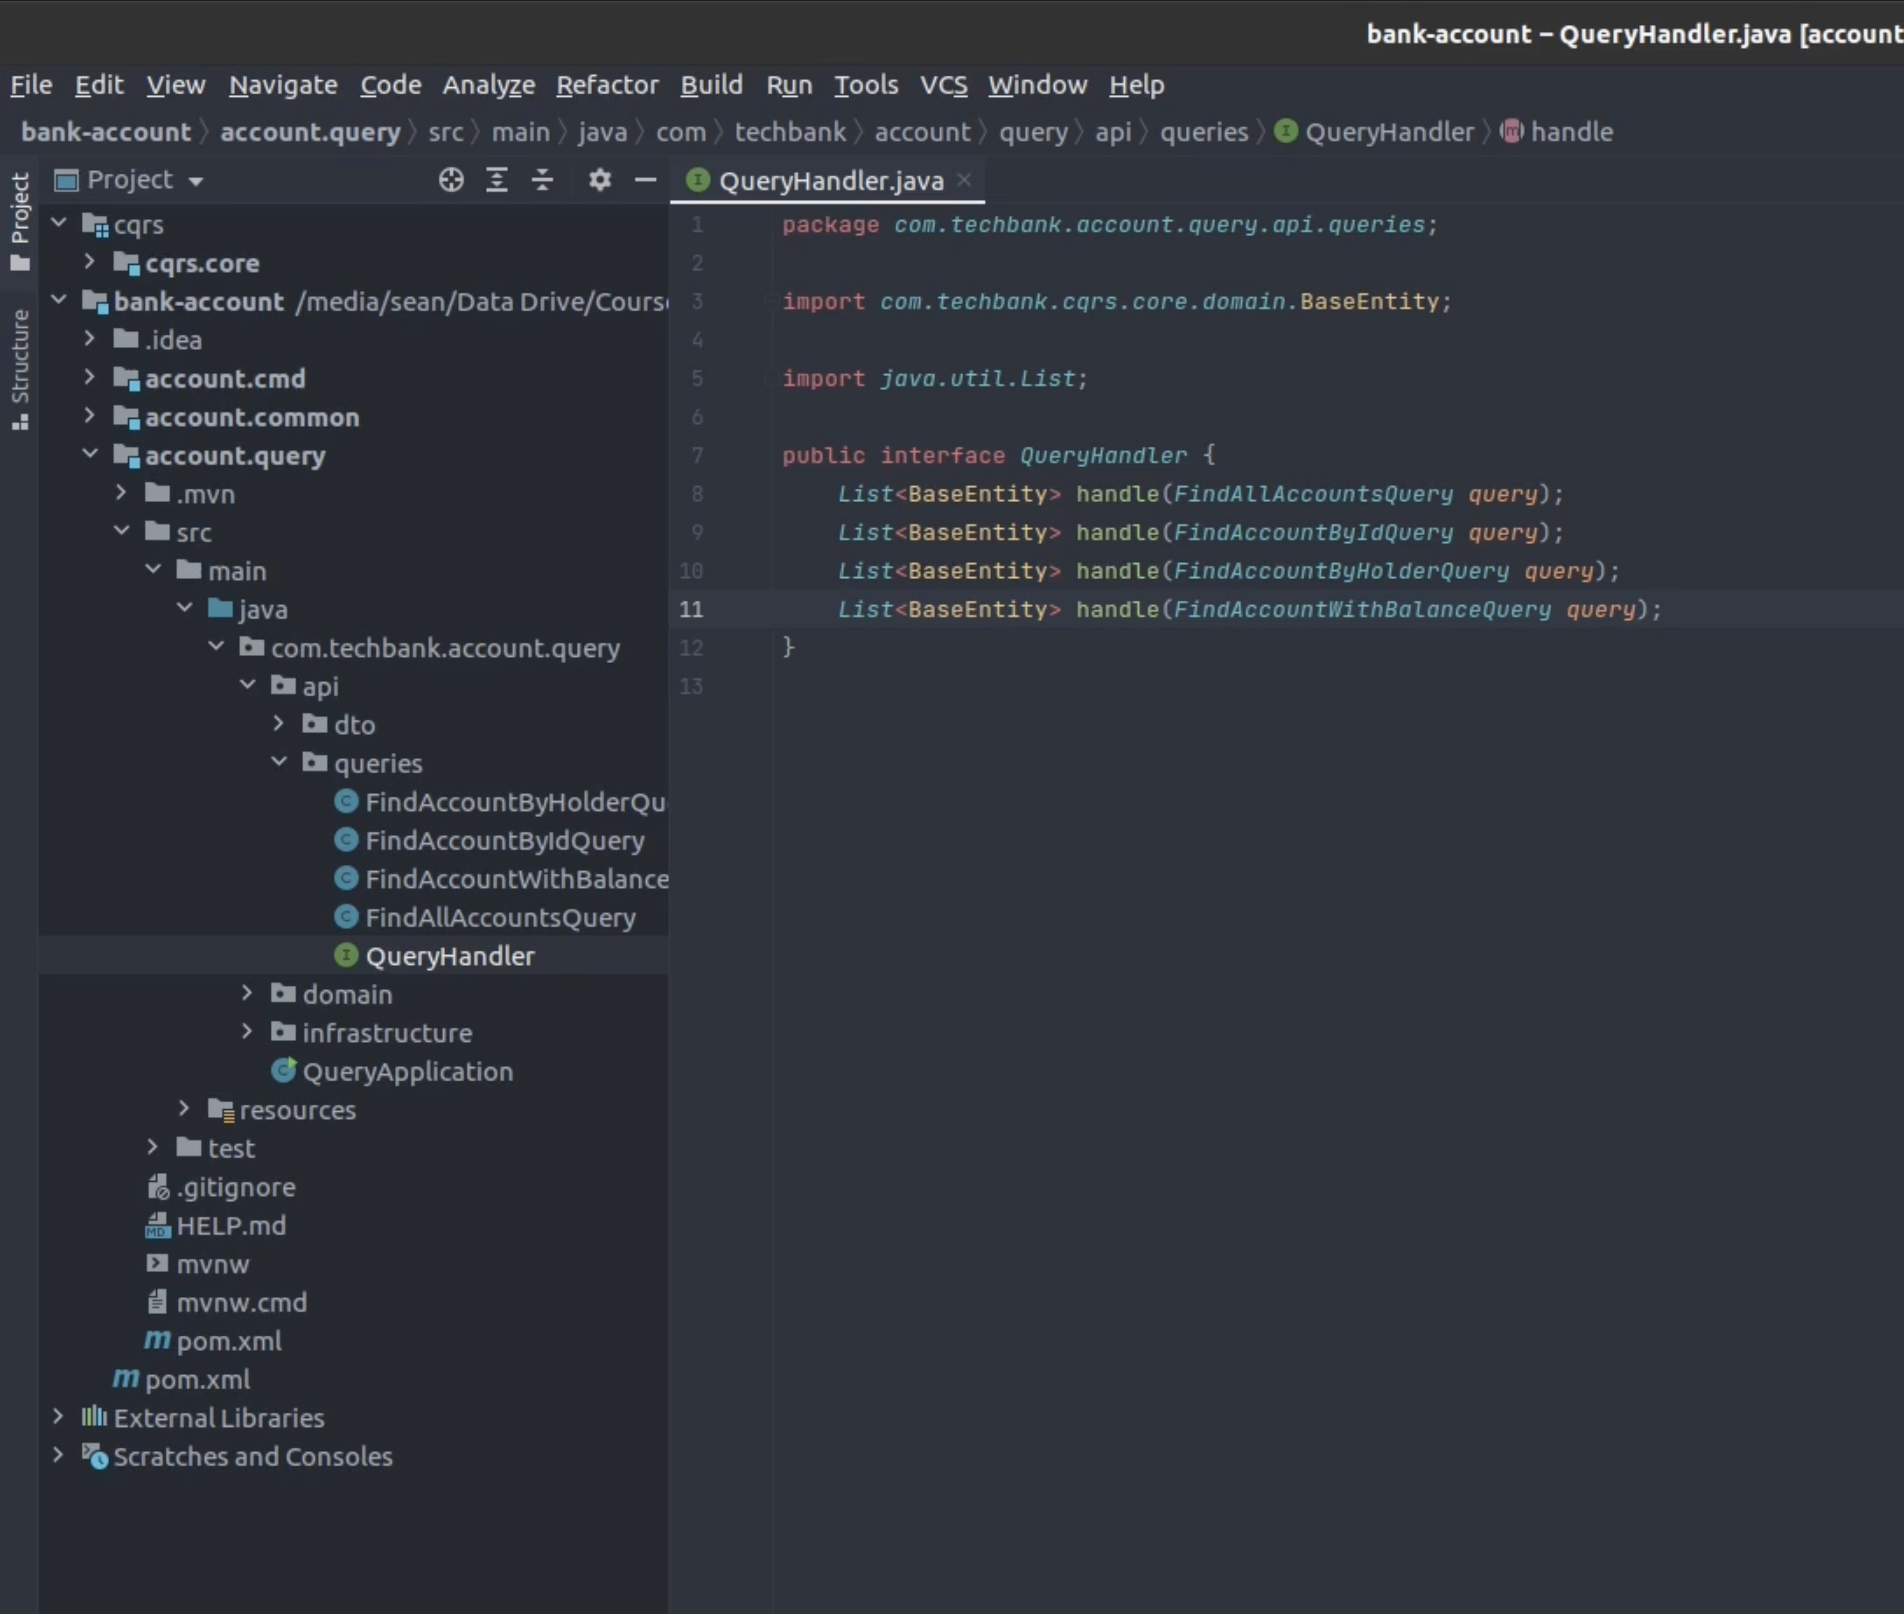 bank-account – QueryHandler.java [account
File Edit View Navigate Code Analyze Refactor Build Run Tools VCS Window Help
bank-account account.query src main java com techbank account query api queries QueryHandler handle
Project
Structure
Project
cqrs
cqrs.core
bank-account /media/sean/Data Drive/Course
.idea
account.cmd
account.common
account.query
.mvn
src
main
java
com.techbank.account.query
api
dto
queries
FindAccountByHolderQu
FindAccountByIdQuery
FindAccountWithBalance
FindAllAccountsQuery
QueryHandler
domain
infrastructure
QueryApplication
resources
test
.gitignore
HELP.md
mvnw
mvnw.cmd
pom.xml
pom.xml
External Libraries
Scratches and Consoles
QueryHandler.java
1 package com.techbank.account.query.api.queries;
2
3 import com.techbank.cqrs.core.domain.BaseEntity;
4
5 import java.util.List;
6
7 public interface QueryHandler {
8 List<BaseEntity> handle(FindAllAccountsQuery query);
9 List<BaseEntity> handle(FindAccountByIdQuery query);
10 List<BaseEntity> handle(FindAccountByHolderQuery query);
11 List<BaseEntity> handle(FindAccountWithBalanceQuery query);
12 }
13